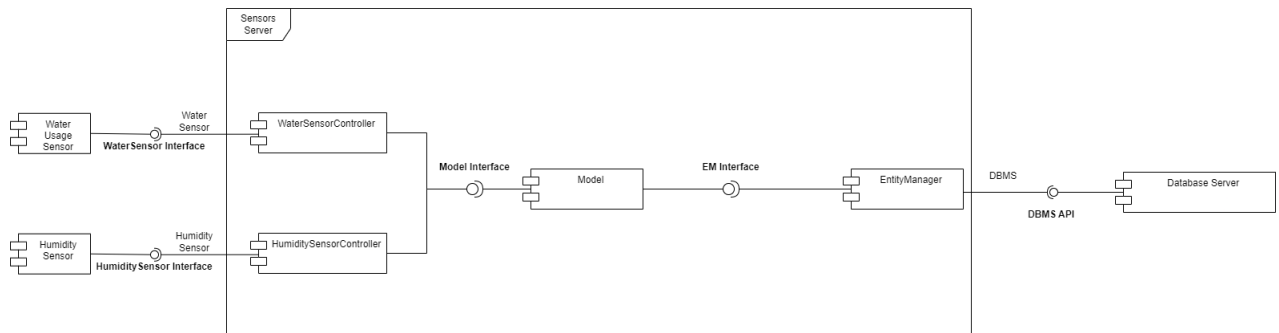 Sensors
Server
Water
Usage
Sensor
Water
Sensor
WaterSensor Interface
WaterSensorController
Model Interface
Model
EM Interface
EntityManager
DBMS
DBMS API
Database Server
Humidity
Sensor
Humidity
Sensor
HumiditySensor Interface
HumiditySensorController